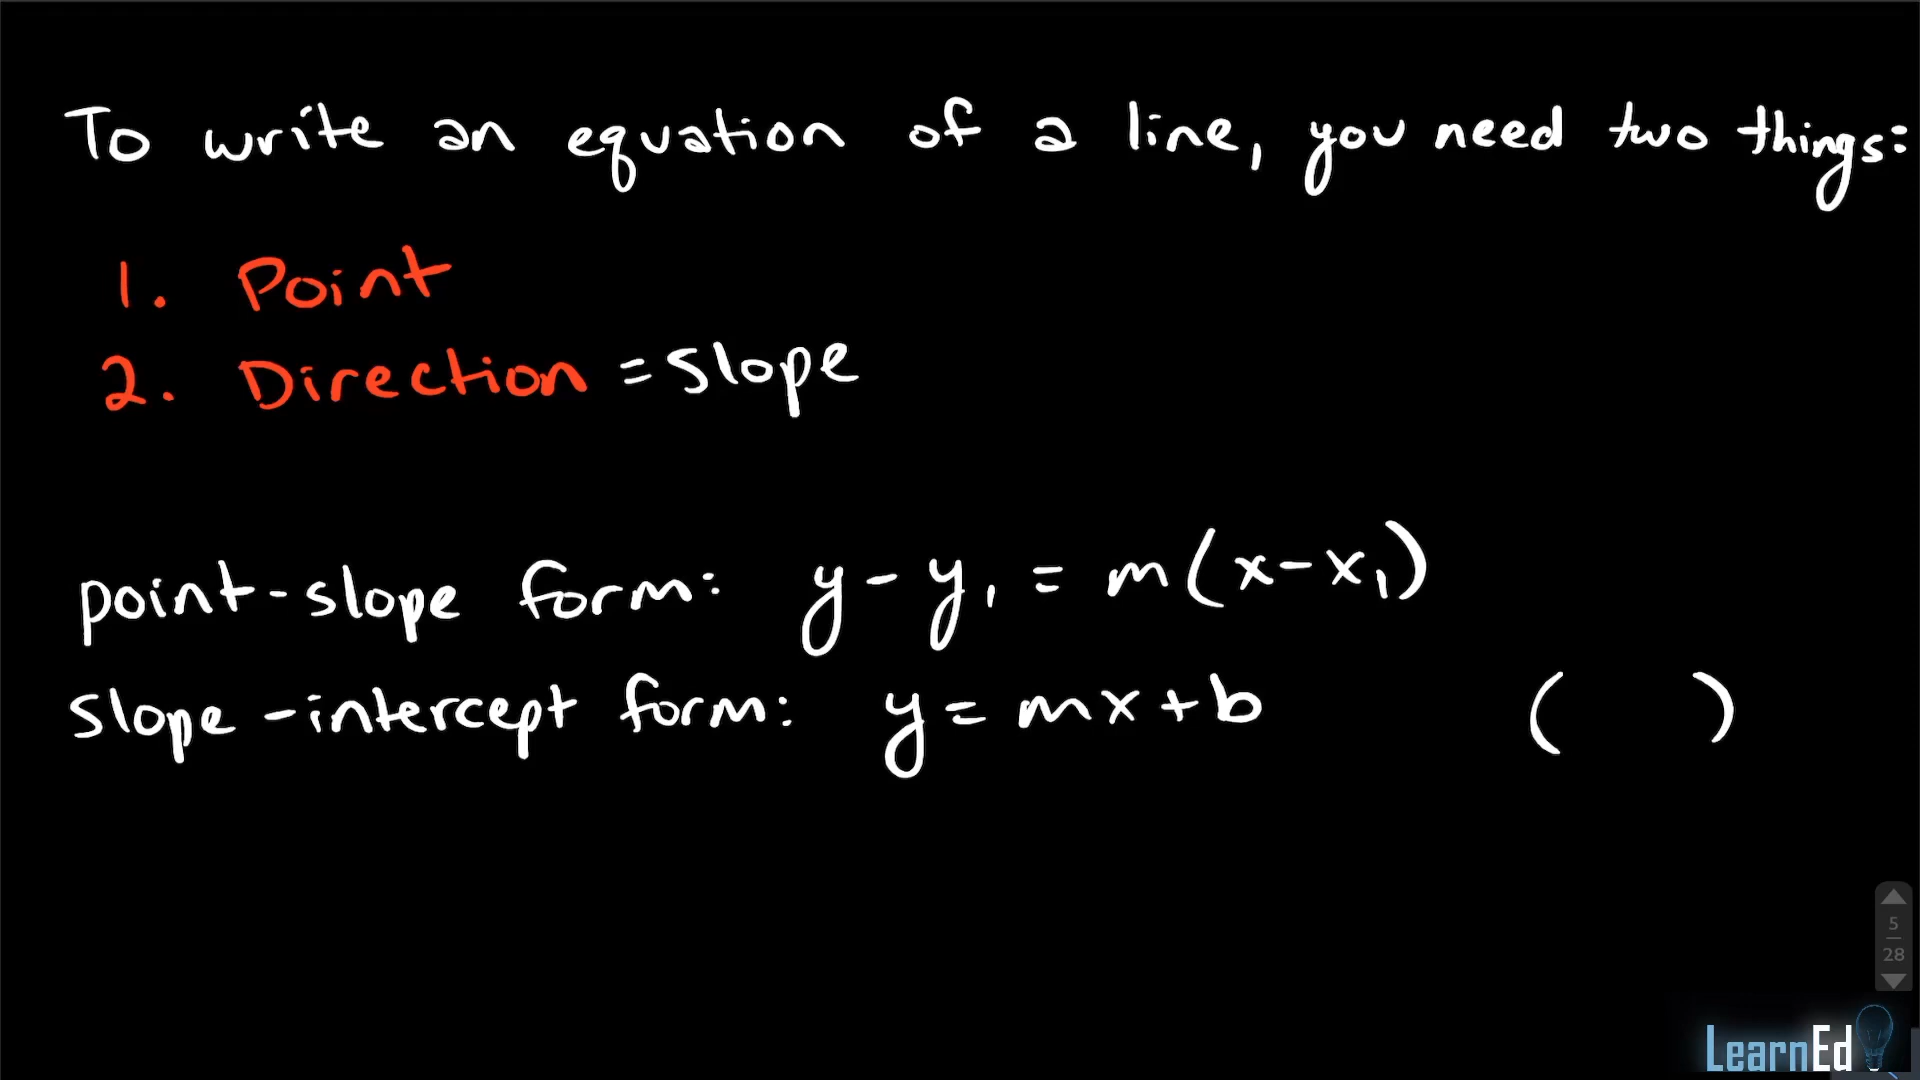 To write an equation of a line, you need two things:
1. Point
2. Direction = slope
point-slope form: y - y₁ = m(x - x₁)
slope-intercept form: y = mx + b ( )
5
28
LearnEd